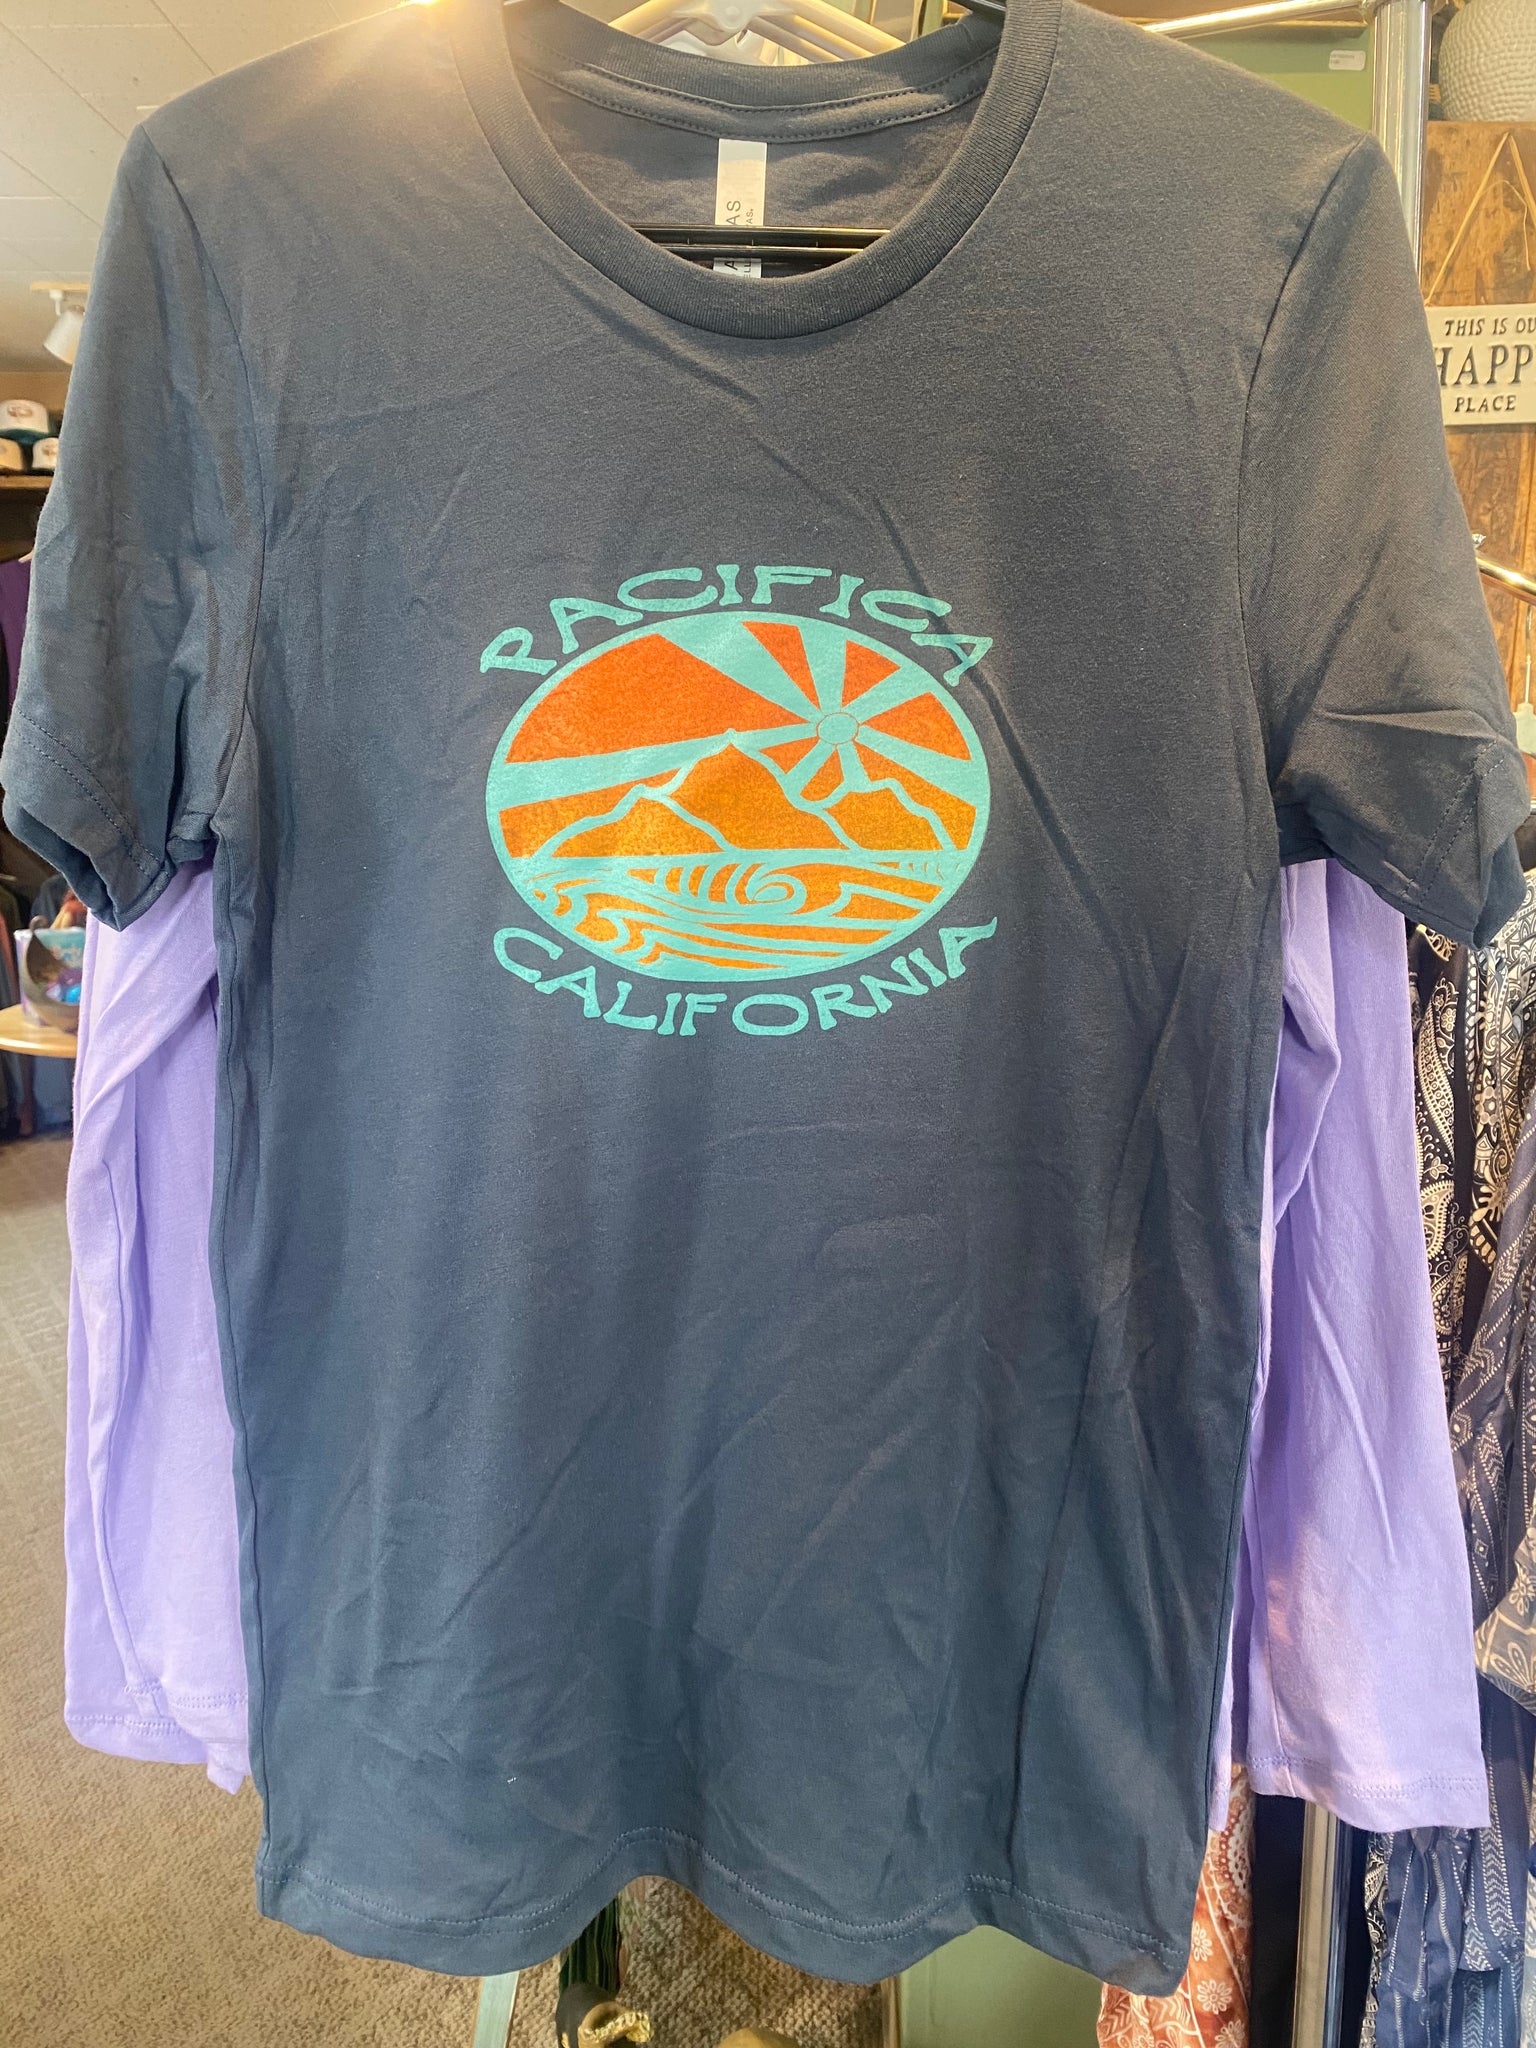 THIS IS OU
HAPP
PLACE
PACIFICA
CALIFORNIA